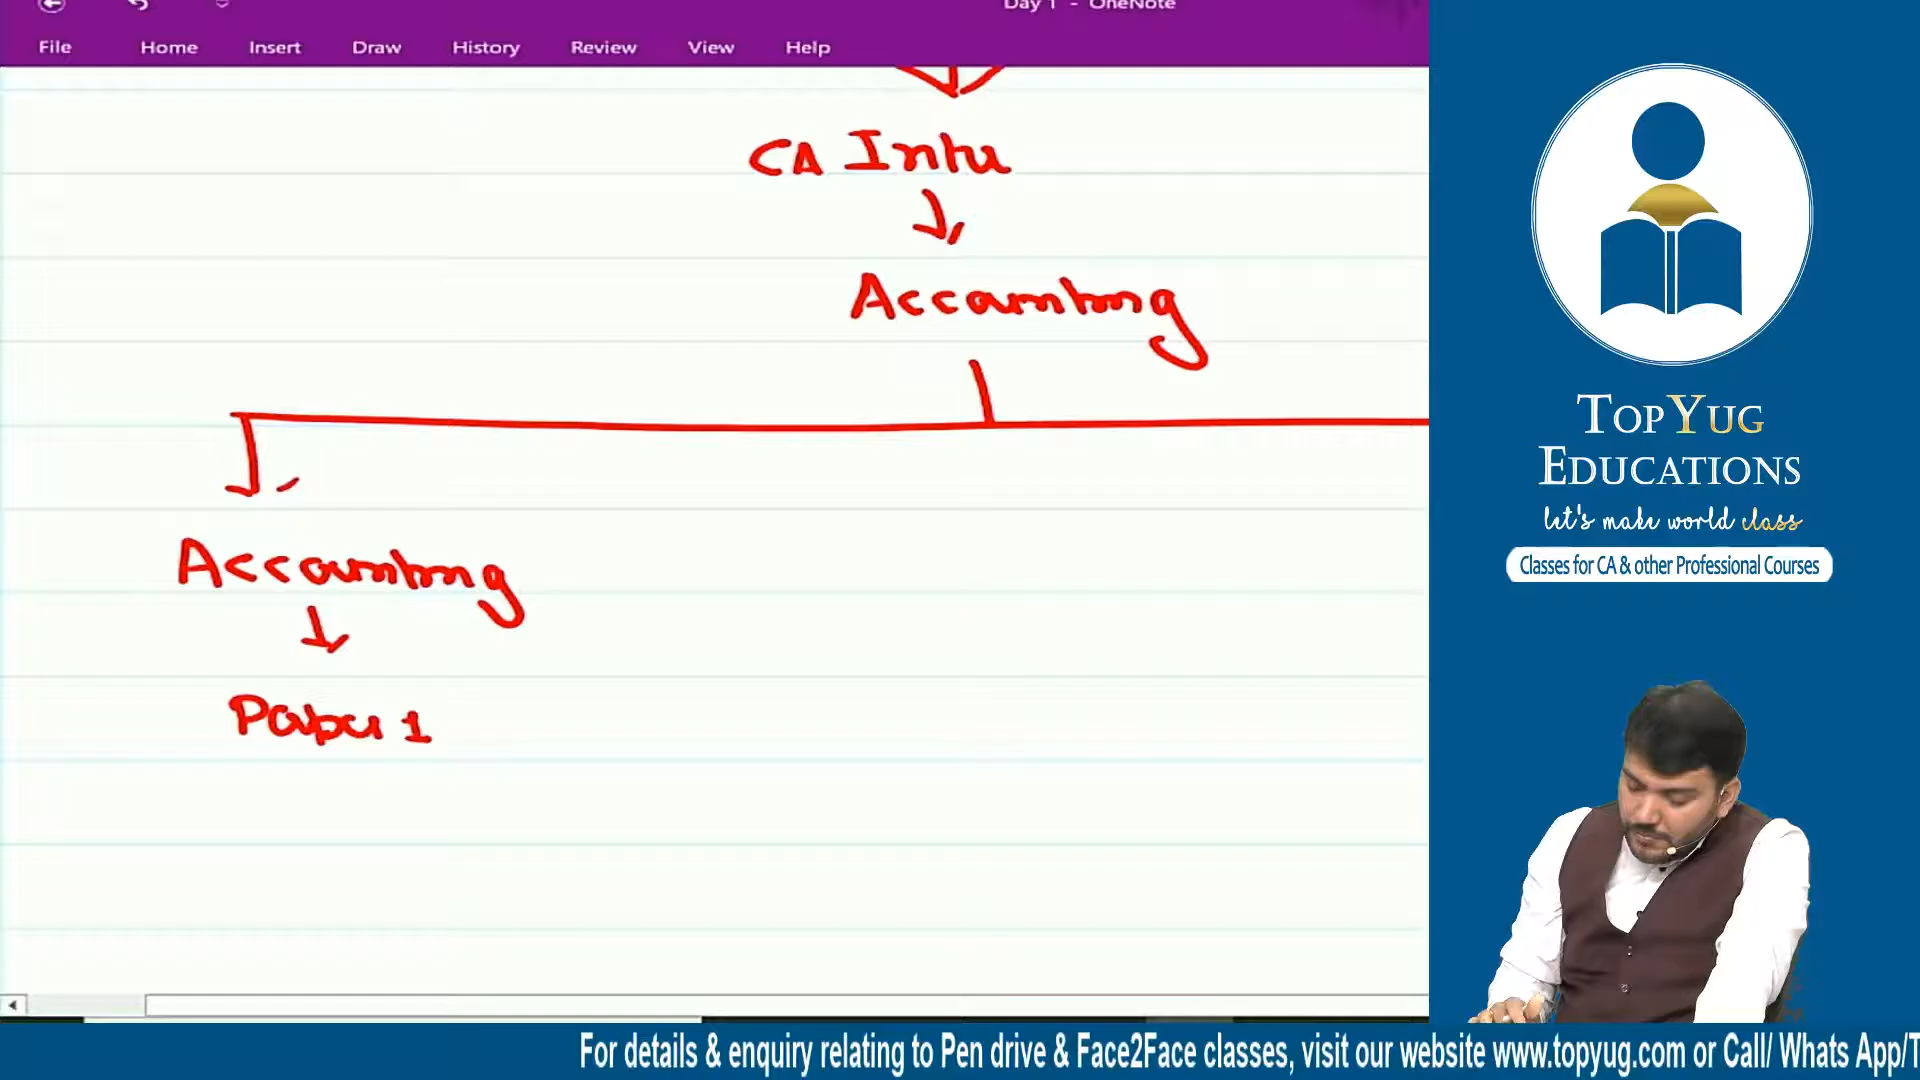 Day 1 - OneNote
File Home Insert Draw History Review View Help
CA Inter
Accounting
Accounting
Paper 1
TOPYUG
EDUCATIONS
let's make world class
Classes for CA & other Professional Courses
For details & enquiry relating to Pen drive & Face2Face classes, visit our website www.topyug.com or Call/ Whats App/T